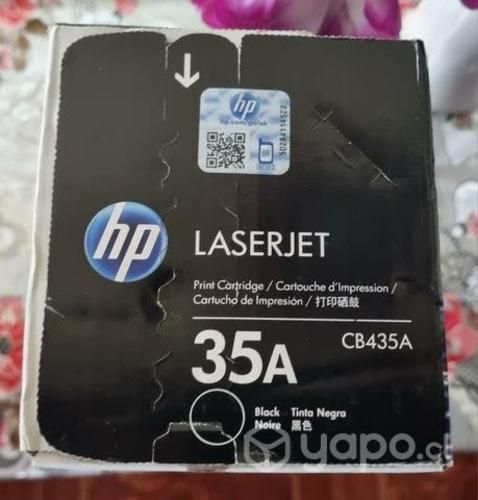 ↓
hp
hp.com/go/ok
50284114522
hp
LASERJET
Print Cartridge / Cartouche d'Impression /
Cartucho de Impresión / 打印硒鼓
35A
CB435A
Black Tinta Negra
Noire 黑色
yapo.cl